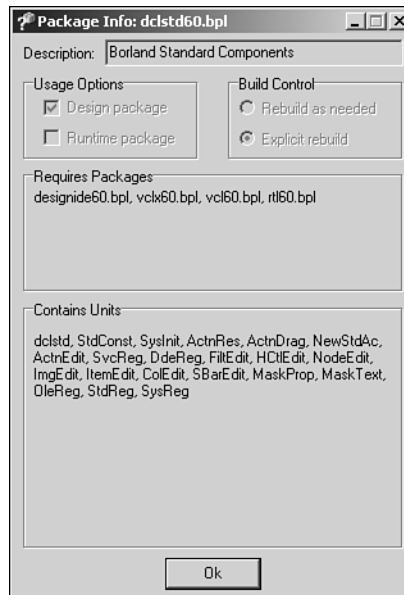 Package Info: dclstd60.bpl
Description: Borland Standard Components
Usage Options
Design package
Runtime package
Build Control
Rebuild as needed
Explicit rebuild
Requires Packages
designide60.bpl, vclx60.bpl, vcl60.bpl, rtl60.bpl
Contains Units
dclstd, StdConst, SysInit, ActnRes, ActnDrag, NewStdAc,
ActnEdit, SvcReg, DdeReg, FiltEdit, HCtlEdit, NodeEdit,
ImgEdit, ItemEdit, ColEdit, SBarEdit, MaskProp, MaskText,
OleReg, StdReg, SysReg
Ok